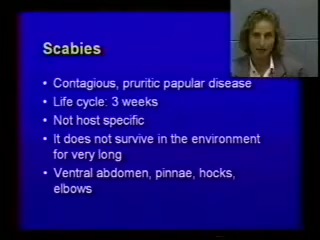 Scabies
• Contagious, pruritic papular disease
• Life cycle: 3 weeks
• Not host specific
• It does not survive in the environment
for very long
• Ventral abdomen, pinnae, hocks,
elbows